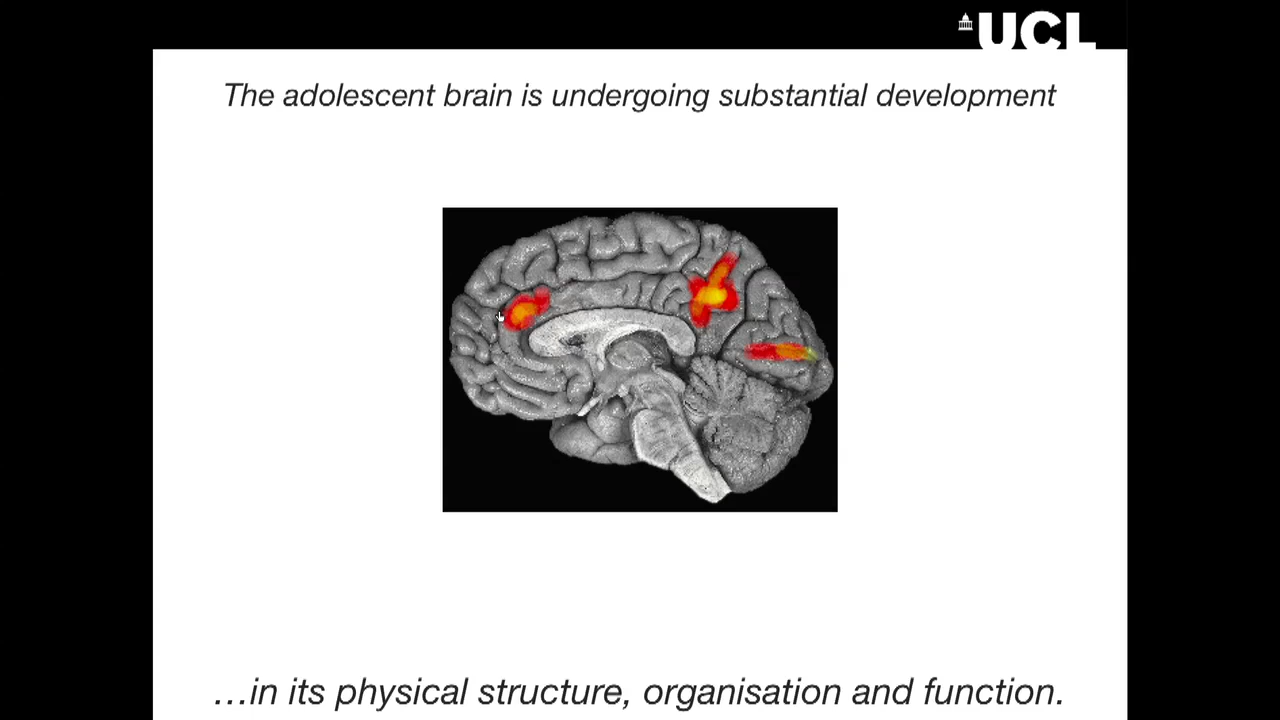 UCL
The adolescent brain is undergoing substantial development
…in its physical structure, organisation and function.